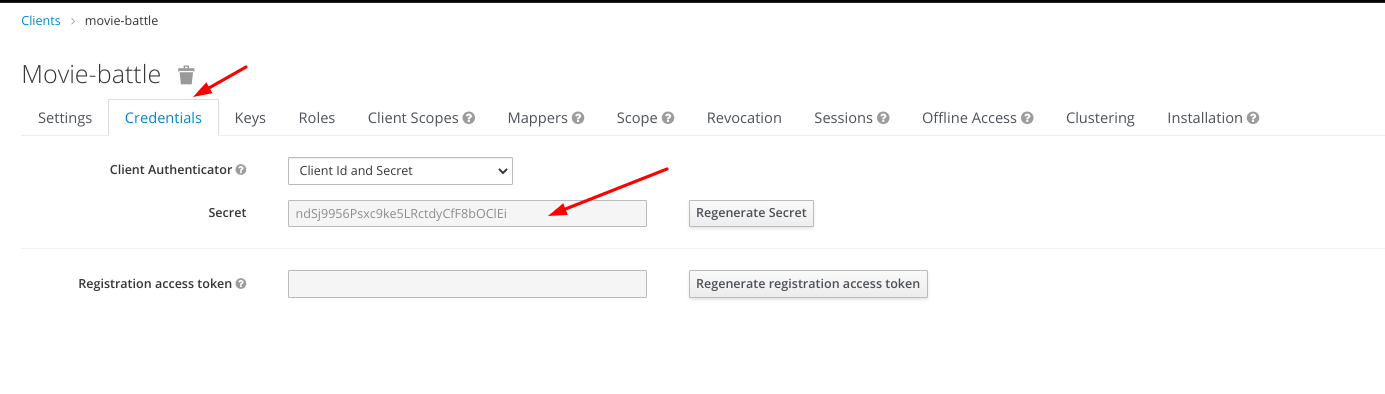 Clients › movie-battle
Movie-battle
Settings Credentials Keys Roles Client Scopes Mappers Scope Revocation Sessions Offline Access Clustering Installation
Client Authenticator Client Id and Secret
Secret ndSj9956Psxc9ke5LRctdyCfF8bOClEi Regenerate Secret
Registration access token Regenerate registration access token